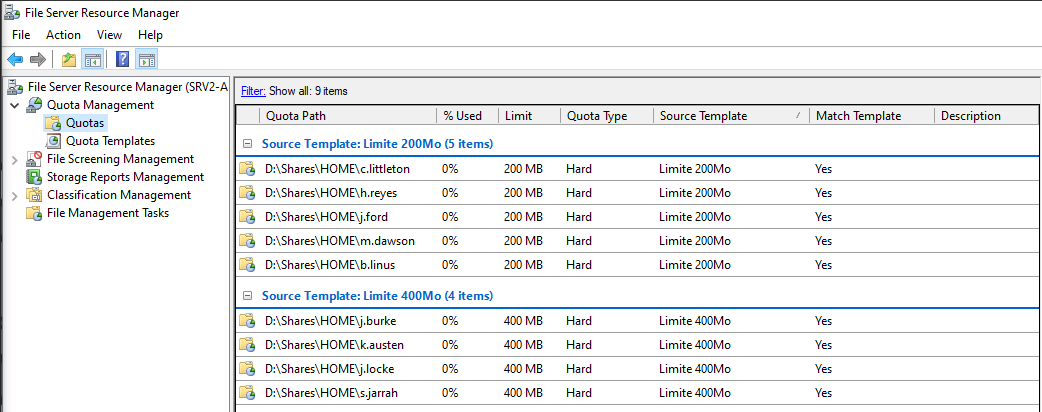 File Server Resource Manager
File Action View Help
File Server Resource Manager (SRV2-A
Quota Management
Quotas
Quota Templates
File Screening Management
Storage Reports Management
Classification Management
File Management Tasks
Filter: Show all: 9 items
Quota Path % Used Limit Quota Type Source Template Match Template Description
Source Template: Limite 200Mo (5 items)
D:\Shares\HOME\c.littleton 0% 200 MB Hard Limite 200Mo Yes
D:\Shares\HOME\h.reyes 0% 200 MB Hard Limite 200Mo Yes
D:\Shares\HOME\j.ford 0% 200 MB Hard Limite 200Mo Yes
D:\Shares\HOME\m.dawson 0% 200 MB Hard Limite 200Mo Yes
D:\Shares\HOME\b.linus 0% 200 MB Hard Limite 200Mo Yes
Source Template: Limite 400Mo (4 items)
D:\Shares\HOME\j.burke 0% 400 MB Hard Limite 400Mo Yes
D:\Shares\HOME\k.austen 0% 400 MB Hard Limite 400Mo Yes
D:\Shares\HOME\j.locke 0% 400 MB Hard Limite 400Mo Yes
D:\Shares\HOME\s.jarrah 0% 400 MB Hard Limite 400Mo Yes